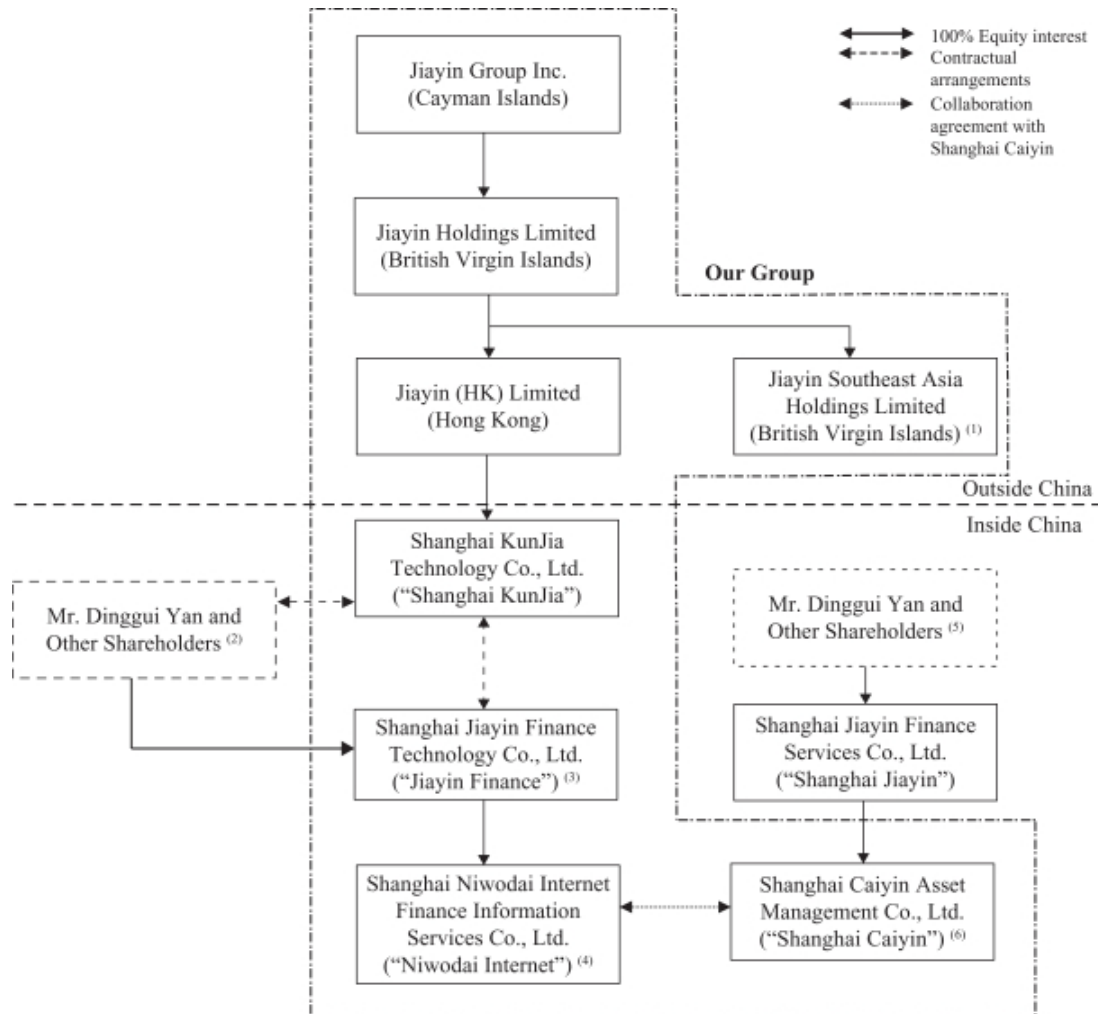 Jiayin Group Inc.
(Cayman Islands)
100% Equity interest
Contractual
arrangements
Collaboration
agreement with
Shanghai Caiyin
Jiayin Holdings Limited
(British Virgin Islands)
Our Group
Jiayin (HK) Limited
(Hong Kong)
Jiayin Southeast Asia
Holdings Limited
(British Virgin Islands) (1)
Outside China
Inside China
Shanghai KunJia
Technology Co., Ltd.
(“Shanghai KunJia”)
Mr. Dinggui Yan and
Other Shareholders (2)
Mr. Dinggui Yan and
Other Shareholders (5)
Shanghai Jiayin Finance
Technology Co., Ltd.
(“Jiayin Finance”) (3)
Shanghai Jiayin Finance
Services Co., Ltd.
(“Shanghai Jiayin”)
Shanghai Niwodai Internet
Finance Information
Services Co., Ltd.
(“Niwodai Internet”) (4)
Shanghai Caiyin Asset
Management Co., Ltd.
(“Shanghai Caiyin”) (6)